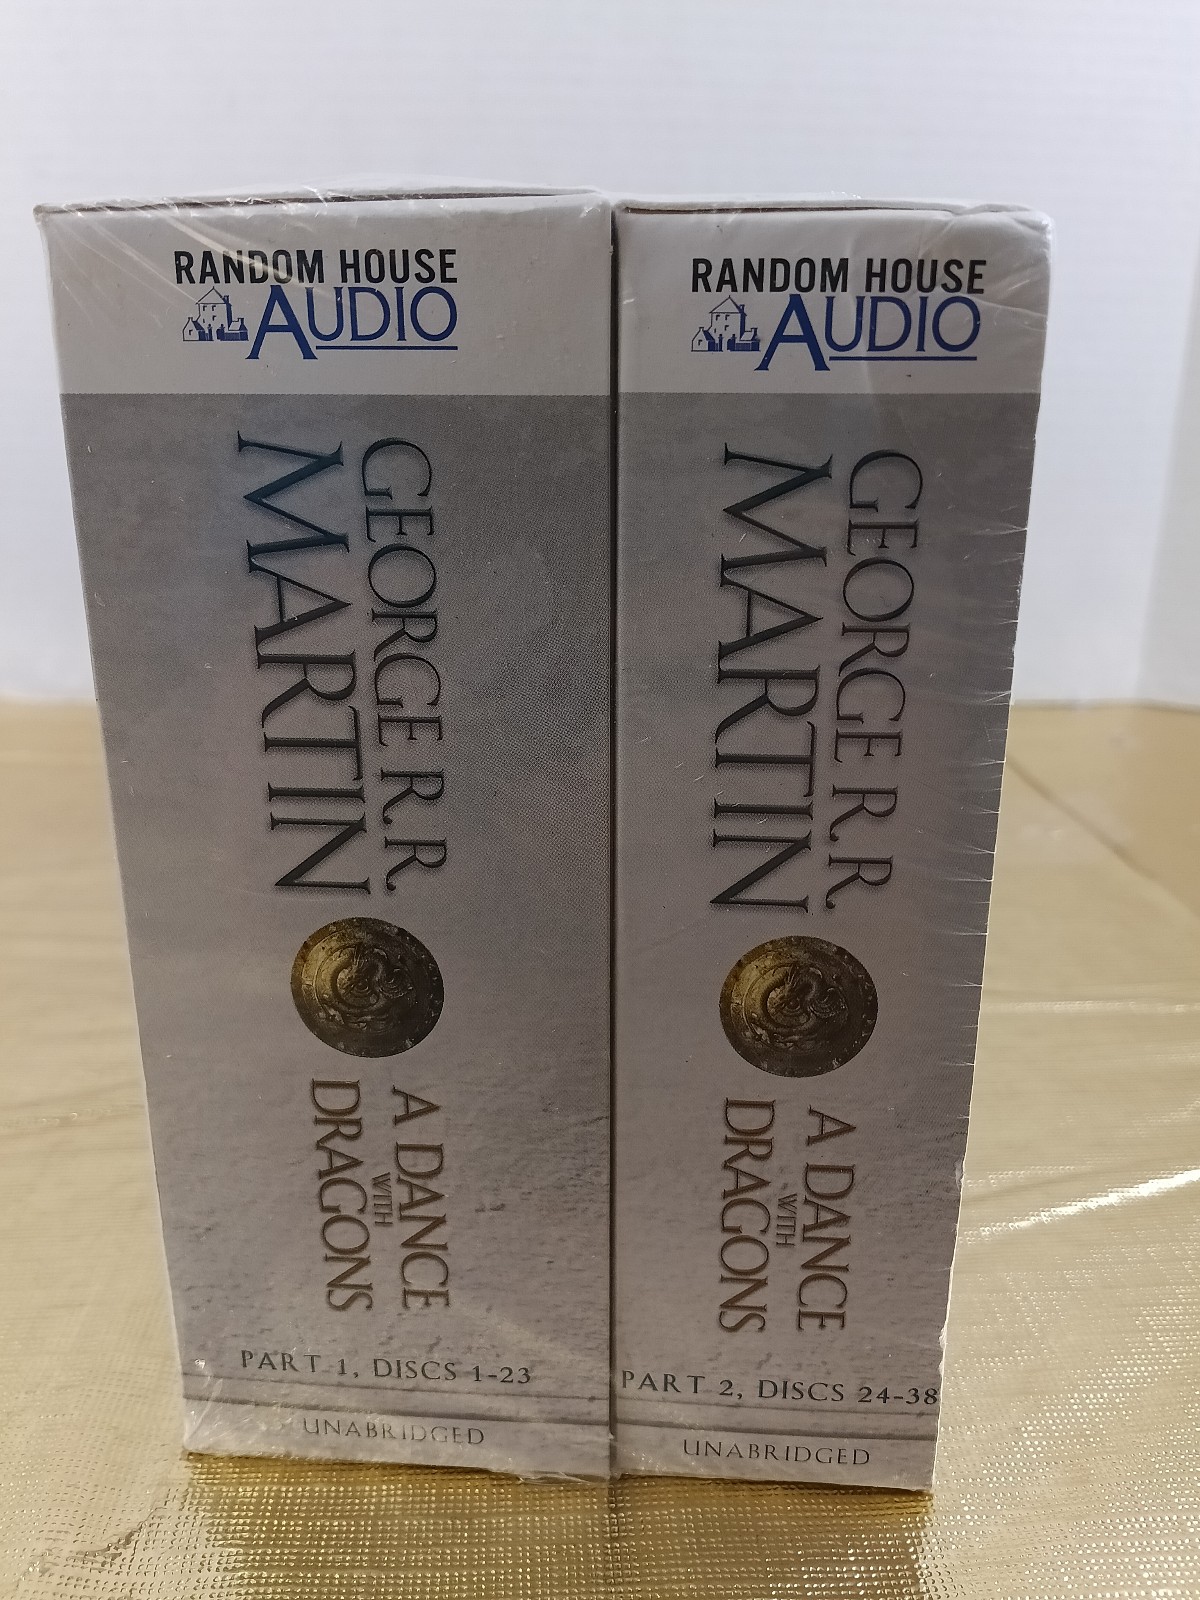 RANDOM HOUSE
AUDIO
GEORGE R. R.
MARTIN
A DANCE
WITH
DRAGONS
PART 1, DISCS 1-23
UNABRIDGED
RANDOM HOUSE
AUDIO
GEORGE R. R.
MARTIN
A DANCE
WITH
DRAGONS
PART 2, DISCS 24-38
UNABRIDGED